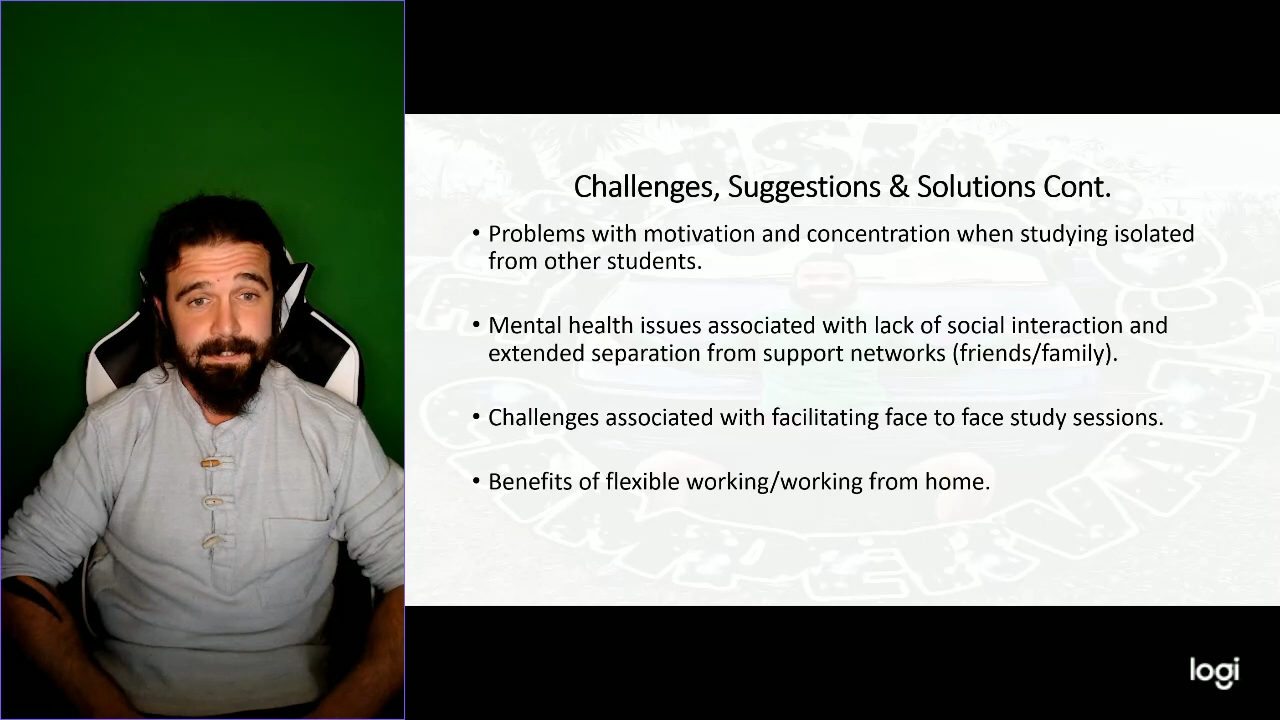 Challenges, Suggestions & Solutions Cont.
• Problems with motivation and concentration when studying isolated
from other students.
• Mental health issues associated with lack of social interaction and
extended separation from support networks (friends/family).
• Challenges associated with facilitating face to face study sessions.
• Benefits of flexible working/working from home.
logi